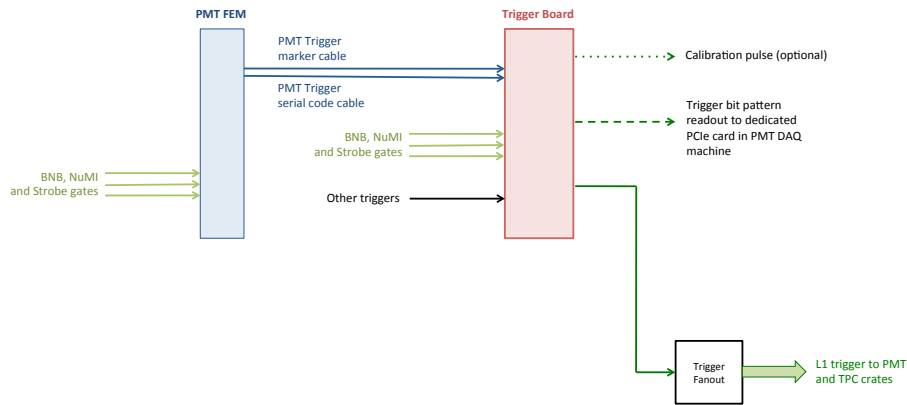 PMT FEM
Trigger Board
PMT Trigger
marker cable
PMT Trigger
serial code cable
Calibration pulse (optional)
Trigger bit pattern
readout to dedicated
PCIe card in PMT DAQ
machine
BNB, NuMI
and Strobe gates
BNB, NuMI
and Strobe gates
Other triggers
Trigger
Fanout
L1 trigger to PMT
and TPC crates